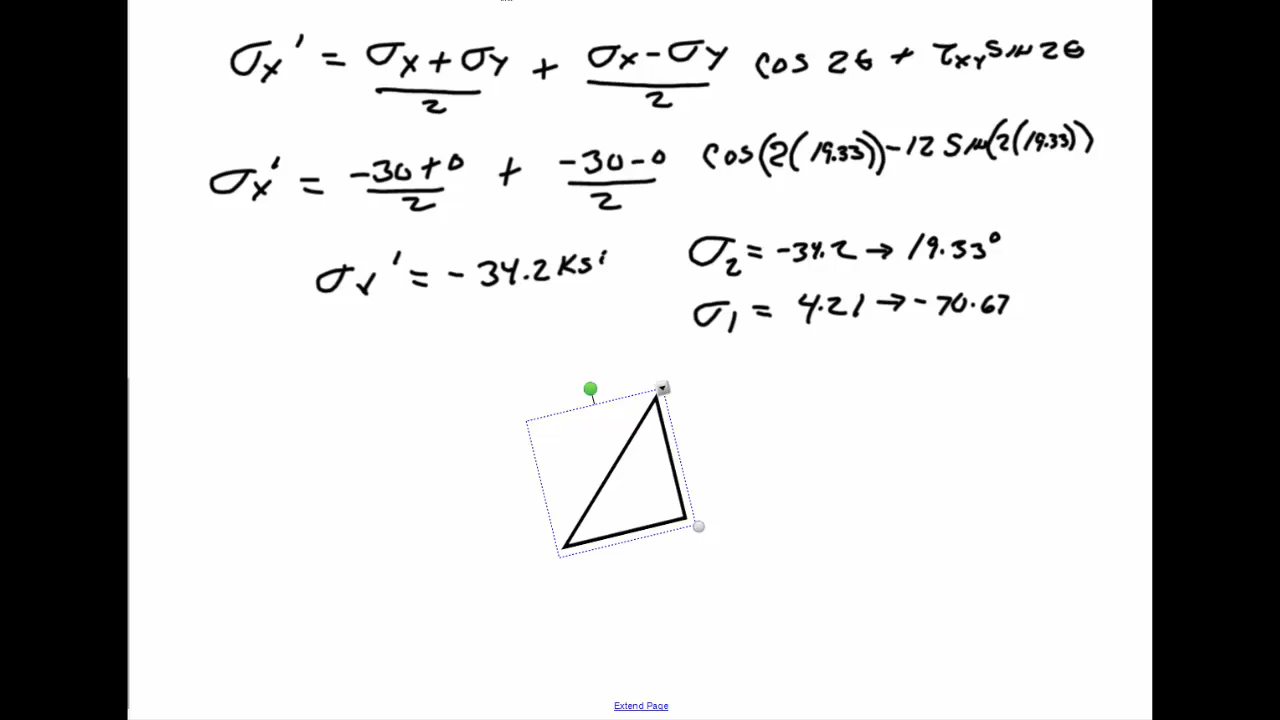 σx' = σx + σy / 2 + σx - σy / 2 cos 2θ + τxy sin 2θ
σx' = -30 + 0 / 2 + -30 - 0 / 2 cos(2(19.33)) - 12 sin(2(19.33))
σx' = - 34.2 ksi
σ2 = -34.2 → 19.33°
σ1 = 4.21 → - 70.67
Extend Page